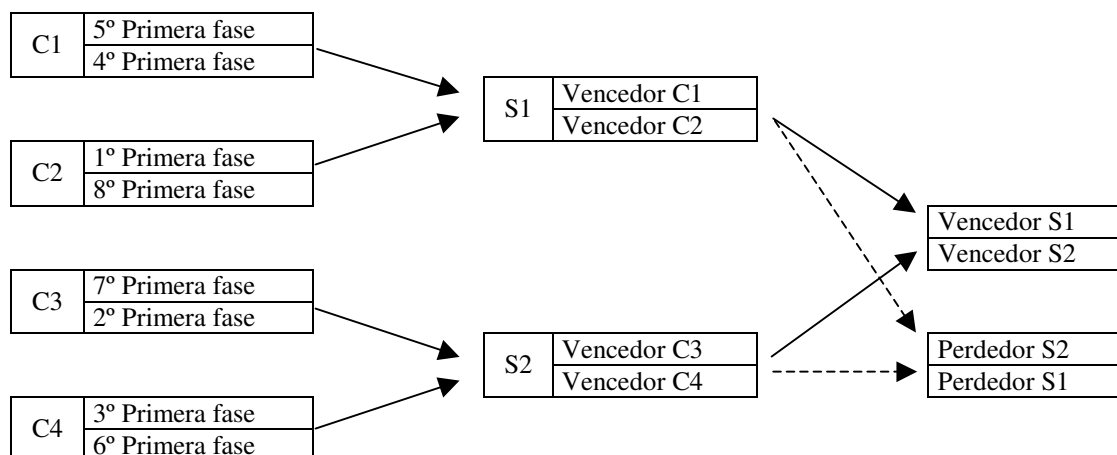 C1
5º Primera fase
4º Primera fase
C2
1º Primera fase
8º Primera fase
C3
7º Primera fase
2º Primera fase
C4
3º Primera fase
6º Primera fase
S1
Vencedor C1
Vencedor C2
S2
Vencedor C3
Vencedor C4
Vencedor S1
Vencedor S2
Perdedor S2
Perdedor S1